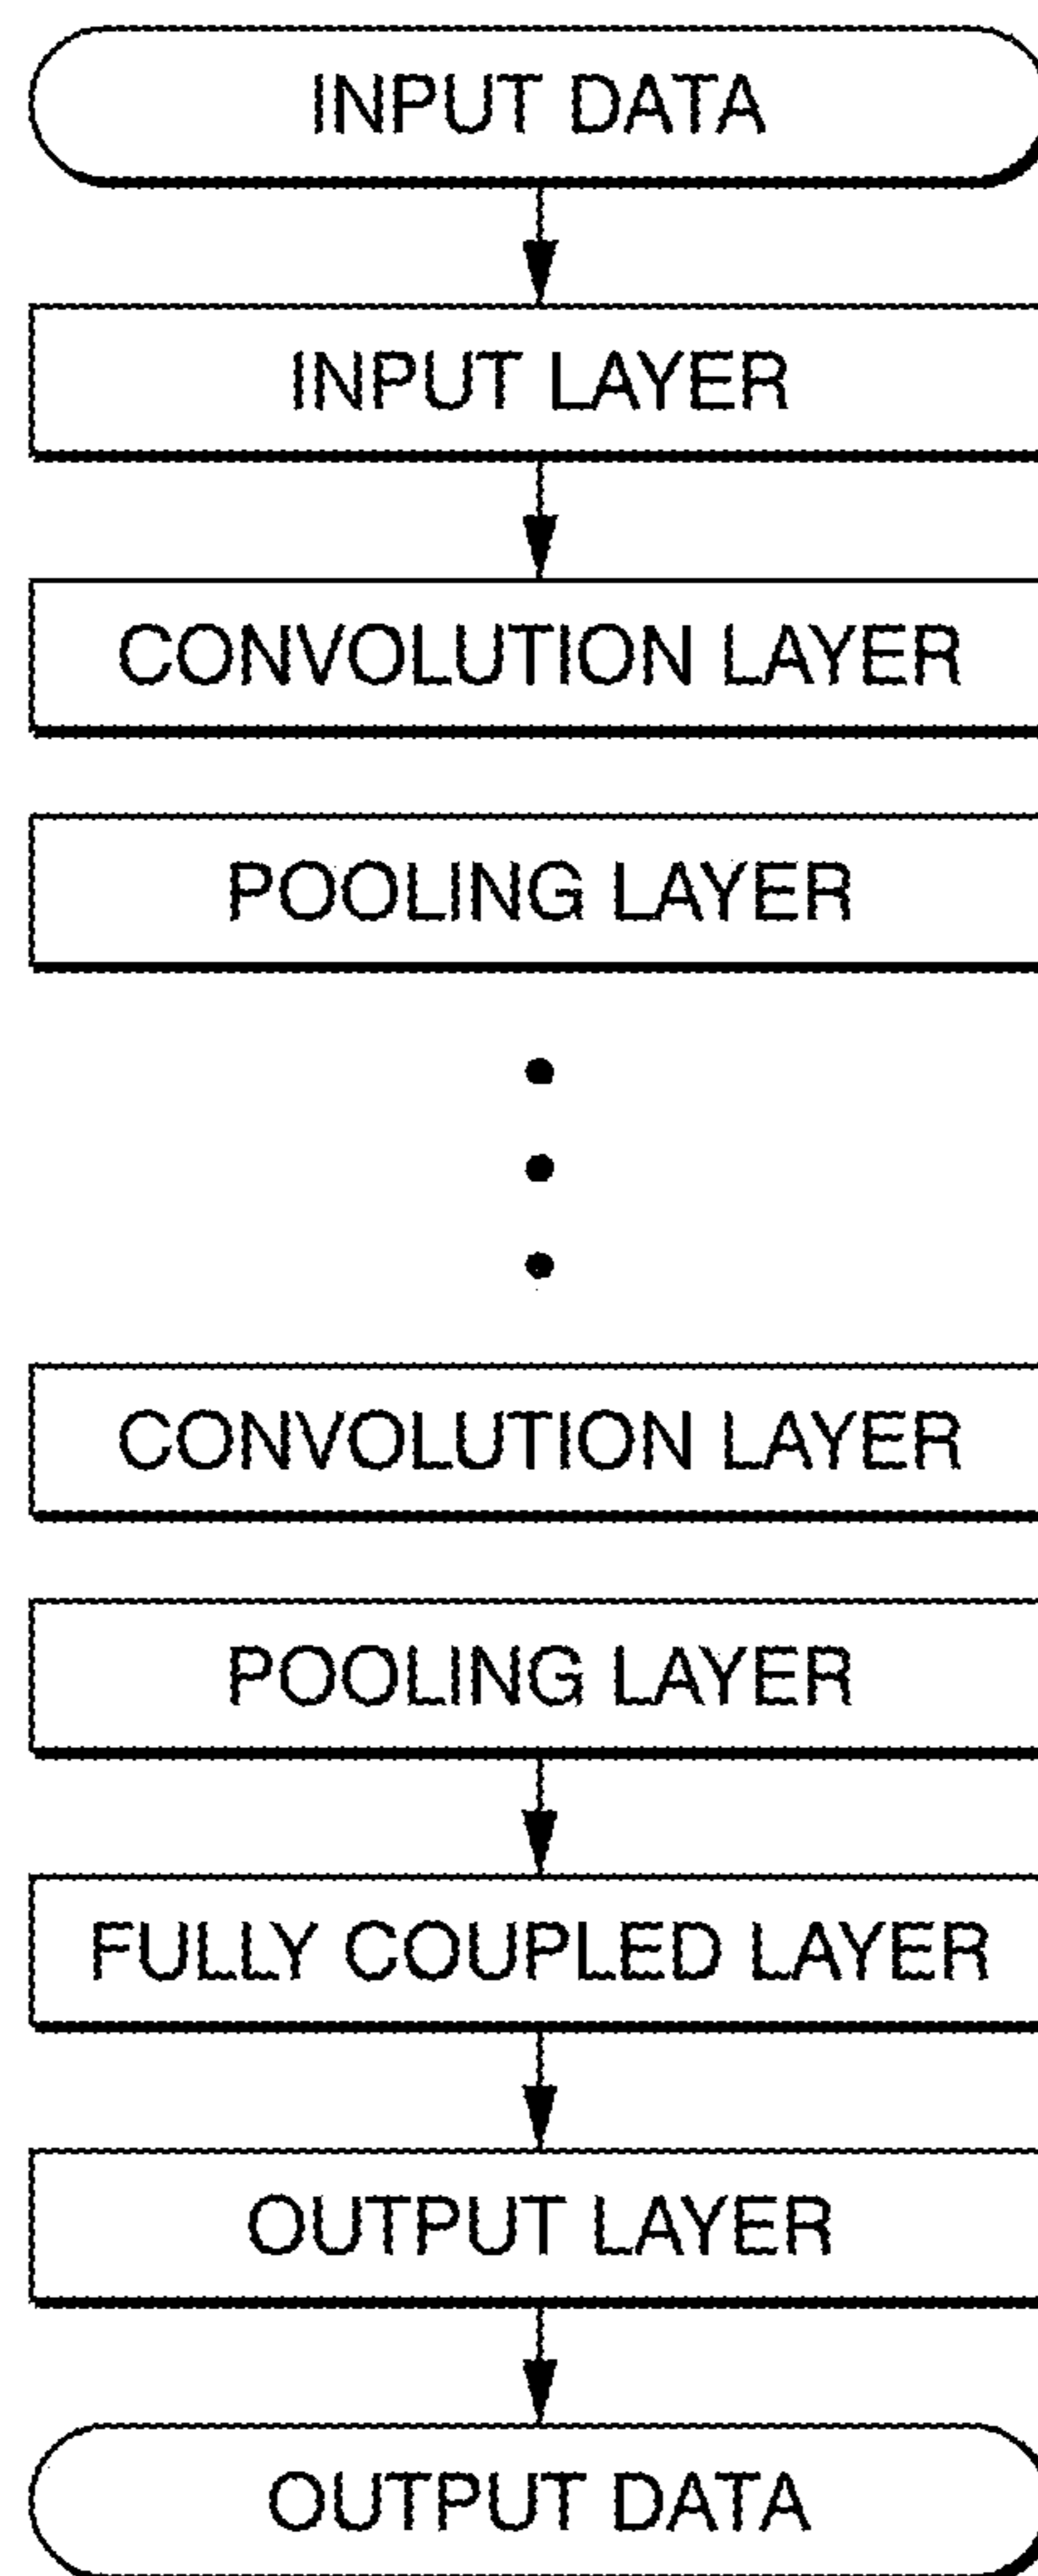 INPUT DATA
INPUT LAYER
CONVOLUTION LAYER
POOLING LAYER
CONVOLUTION LAYER
POOLING LAYER
FULLY COUPLED LAYER
OUTPUT LAYER
OUTPUT DATA